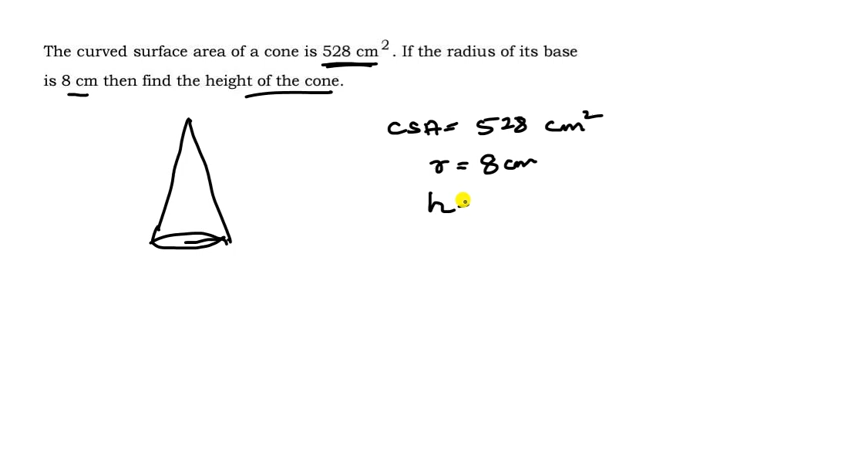 The curved surface area of a cone is 528 cm². If the radius of its base
is 8 cm then find the height of the cone.
CSA = 528 cm²
r = 8 cm
h